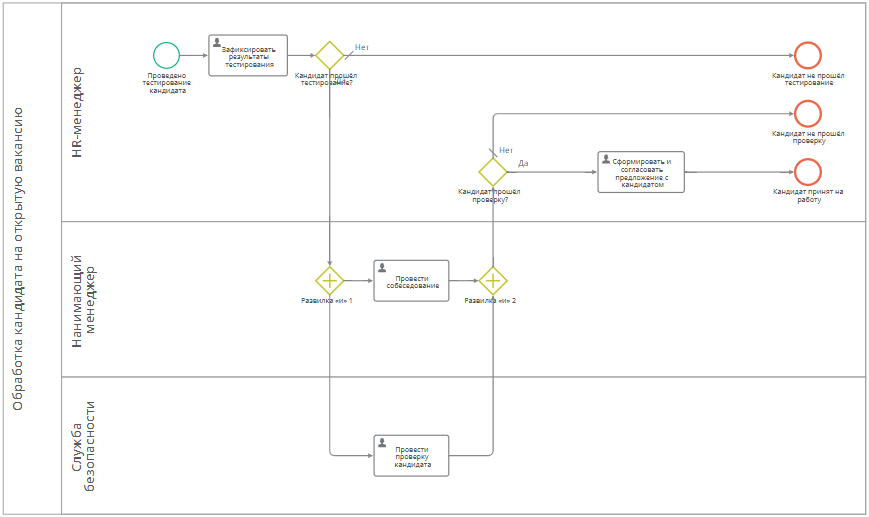 Обработка кандидата на открытую вакансию
HR-менеджер
Проведено
тестирование
кандидата
Зафиксировать
результаты
тестирования
Нет
Кандидат прошёл
тестирование?
Да
Кандидат не прошёл
тестирование
Кандидат не прошёл
проверку
Нет
Да
Кандидат прошёл
проверку?
Сформировать и
согласовать
предложение с
кандидатом
Кандидат принят на
работу
Нанимающий
менеджер
Развилка «и» 1
Провести
собеседование
Развилка «и» 2
Служба
безопасности
Провести
проверку
кандидата